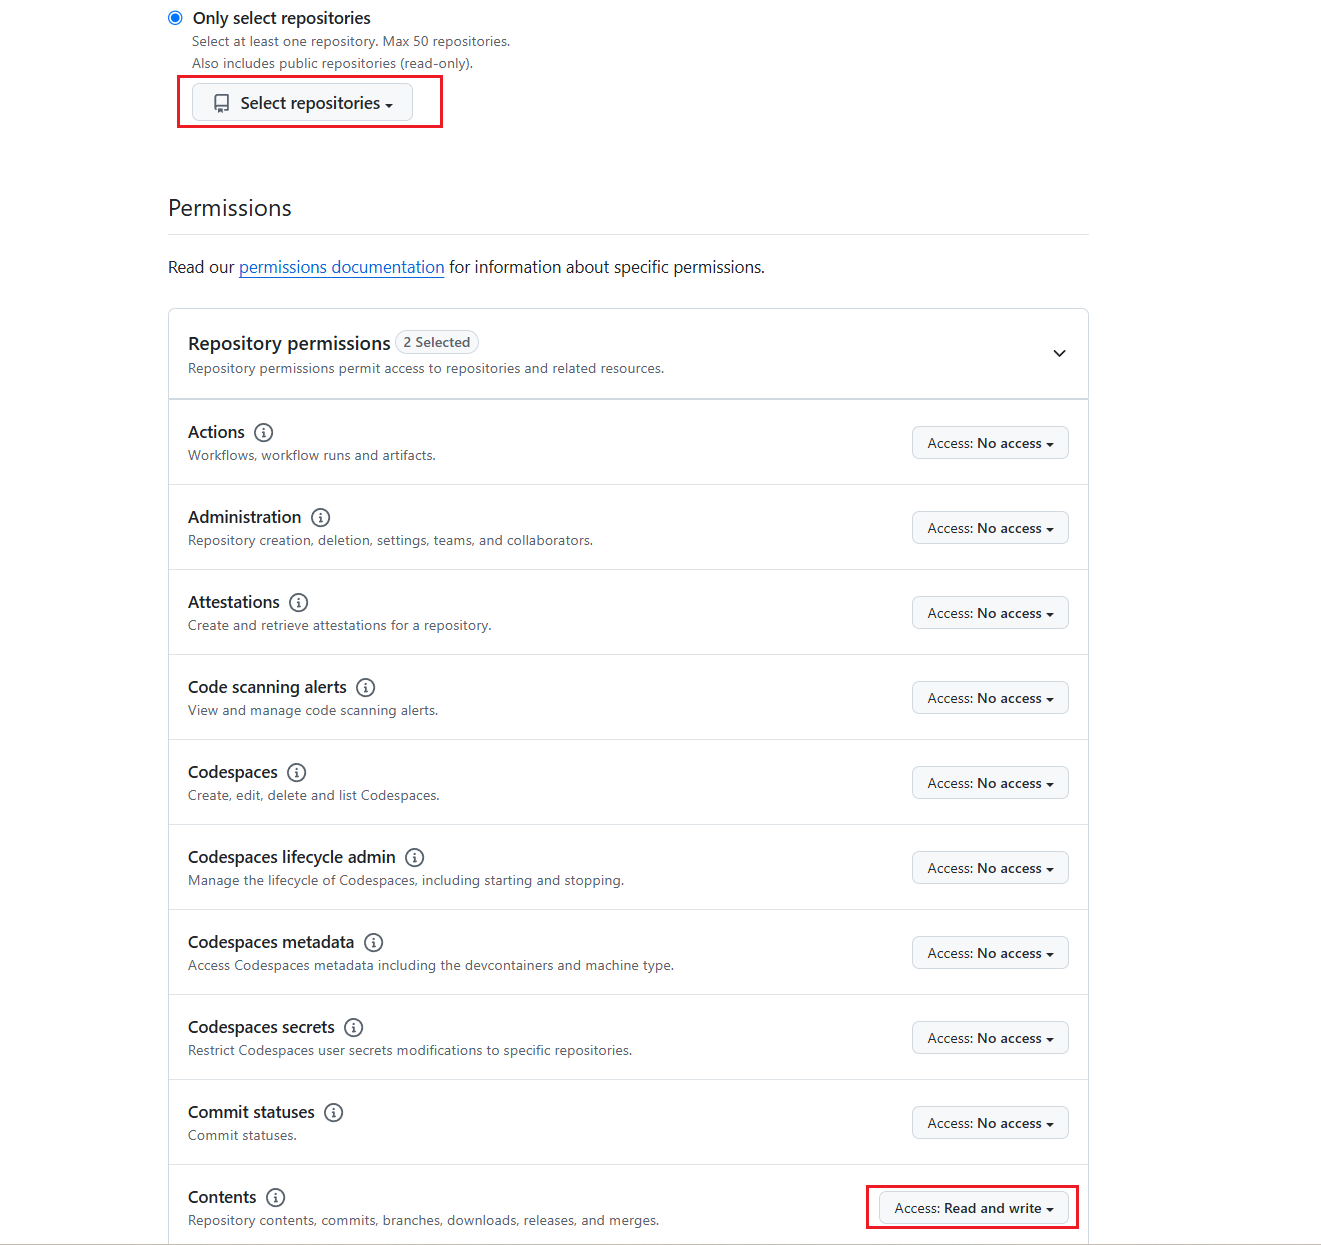 Only select repositories
Select at least one repository. Max 50 repositories.
Also includes public repositories (read-only).
Select repositories
Permissions
Read our permissions documentation for information about specific permissions.
Repository permissions 2 Selected
Repository permissions permit access to repositories and related resources.
Actions
Access: No access
Workflows, workflow runs and artifacts.
Administration
Access: No access
Repository creation, deletion, settings, teams, and collaborators.
Attestations
Access: No access
Create and retrieve attestations for a repository.
Code scanning alerts
Access: No access
View and manage code scanning alerts.
Codespaces
Access: No access
Create, edit, delete and list Codespaces.
Codespaces lifecycle admin
Access: No access
Manage the lifecycle of Codespaces, including starting and stopping.
Codespaces metadata
Access: No access
Access Codespaces metadata including the devcontainers and machine type.
Codespaces secrets
Access: No access
Restrict Codespaces user secrets modifications to specific repositories.
Commit statuses
Access: No access
Commit statuses.
Contents
Access: Read and write
Repository contents, commits, branches, downloads, releases, and merges.